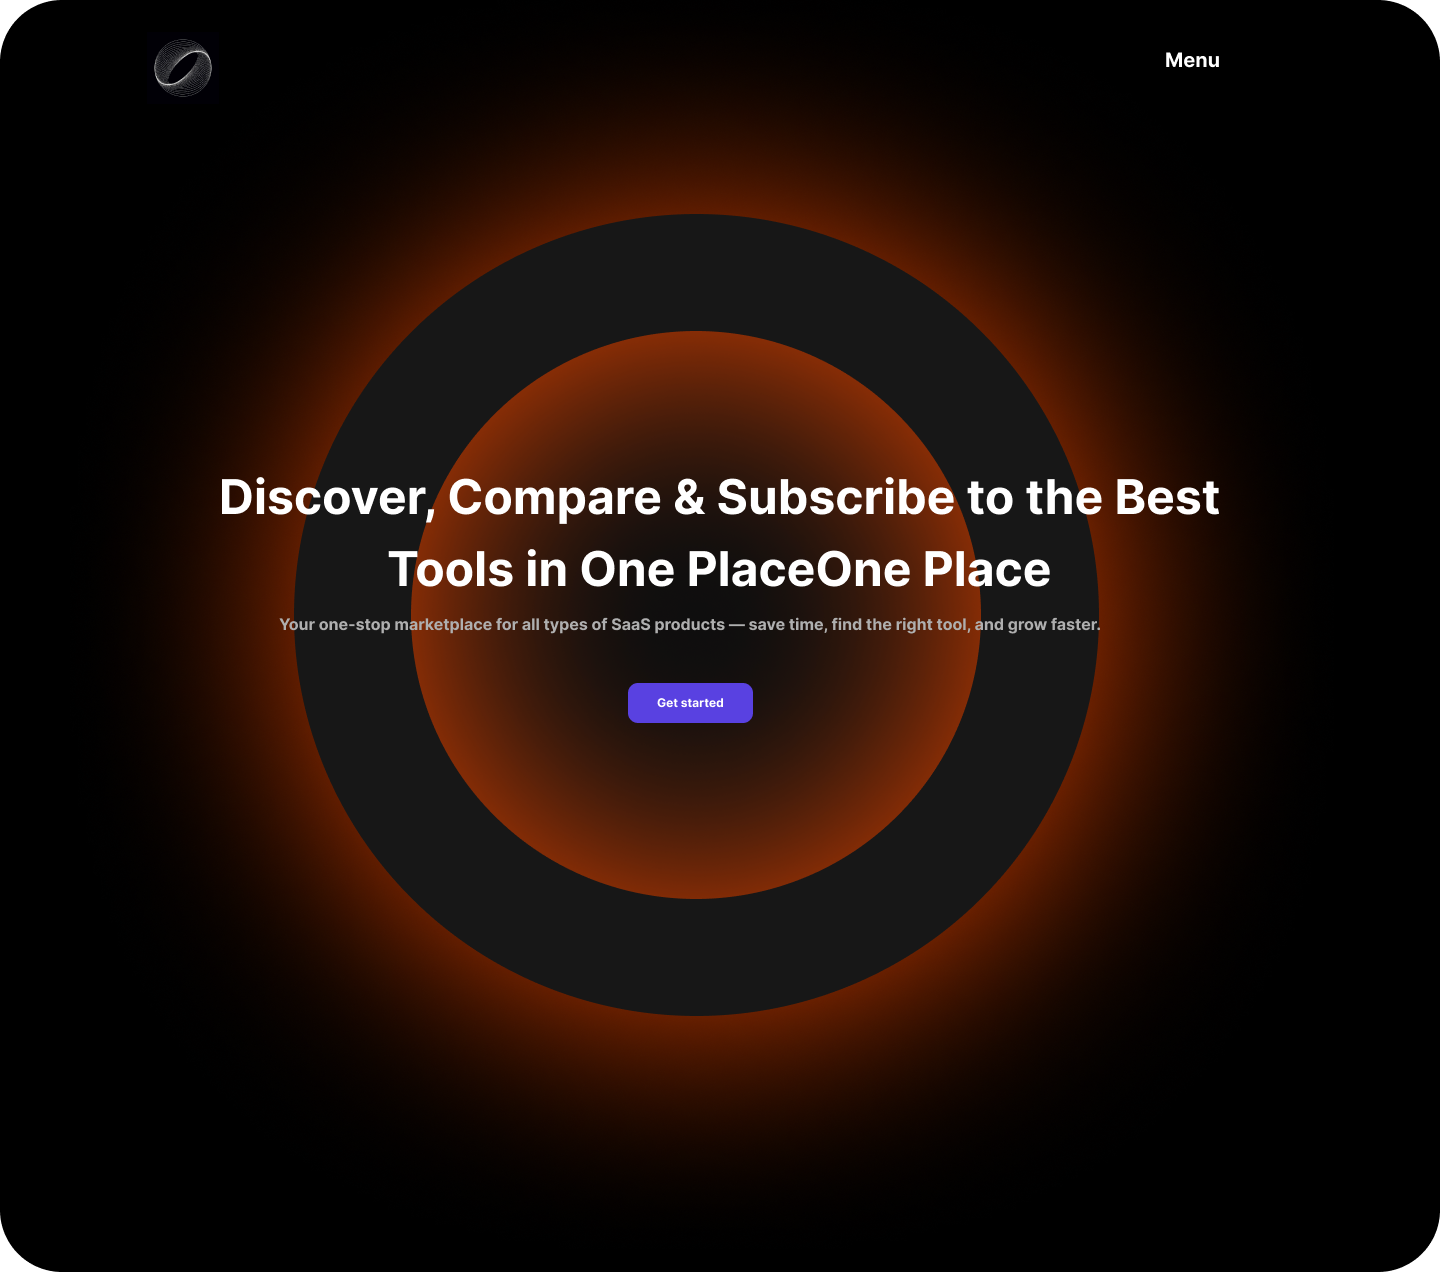 Menu
Discover, Compare & Subscribe to the Best
Tools in One PlaceOne Place
Your one-stop marketplace for all types of SaaS products — save time, find the right tool, and grow faster.
Get started